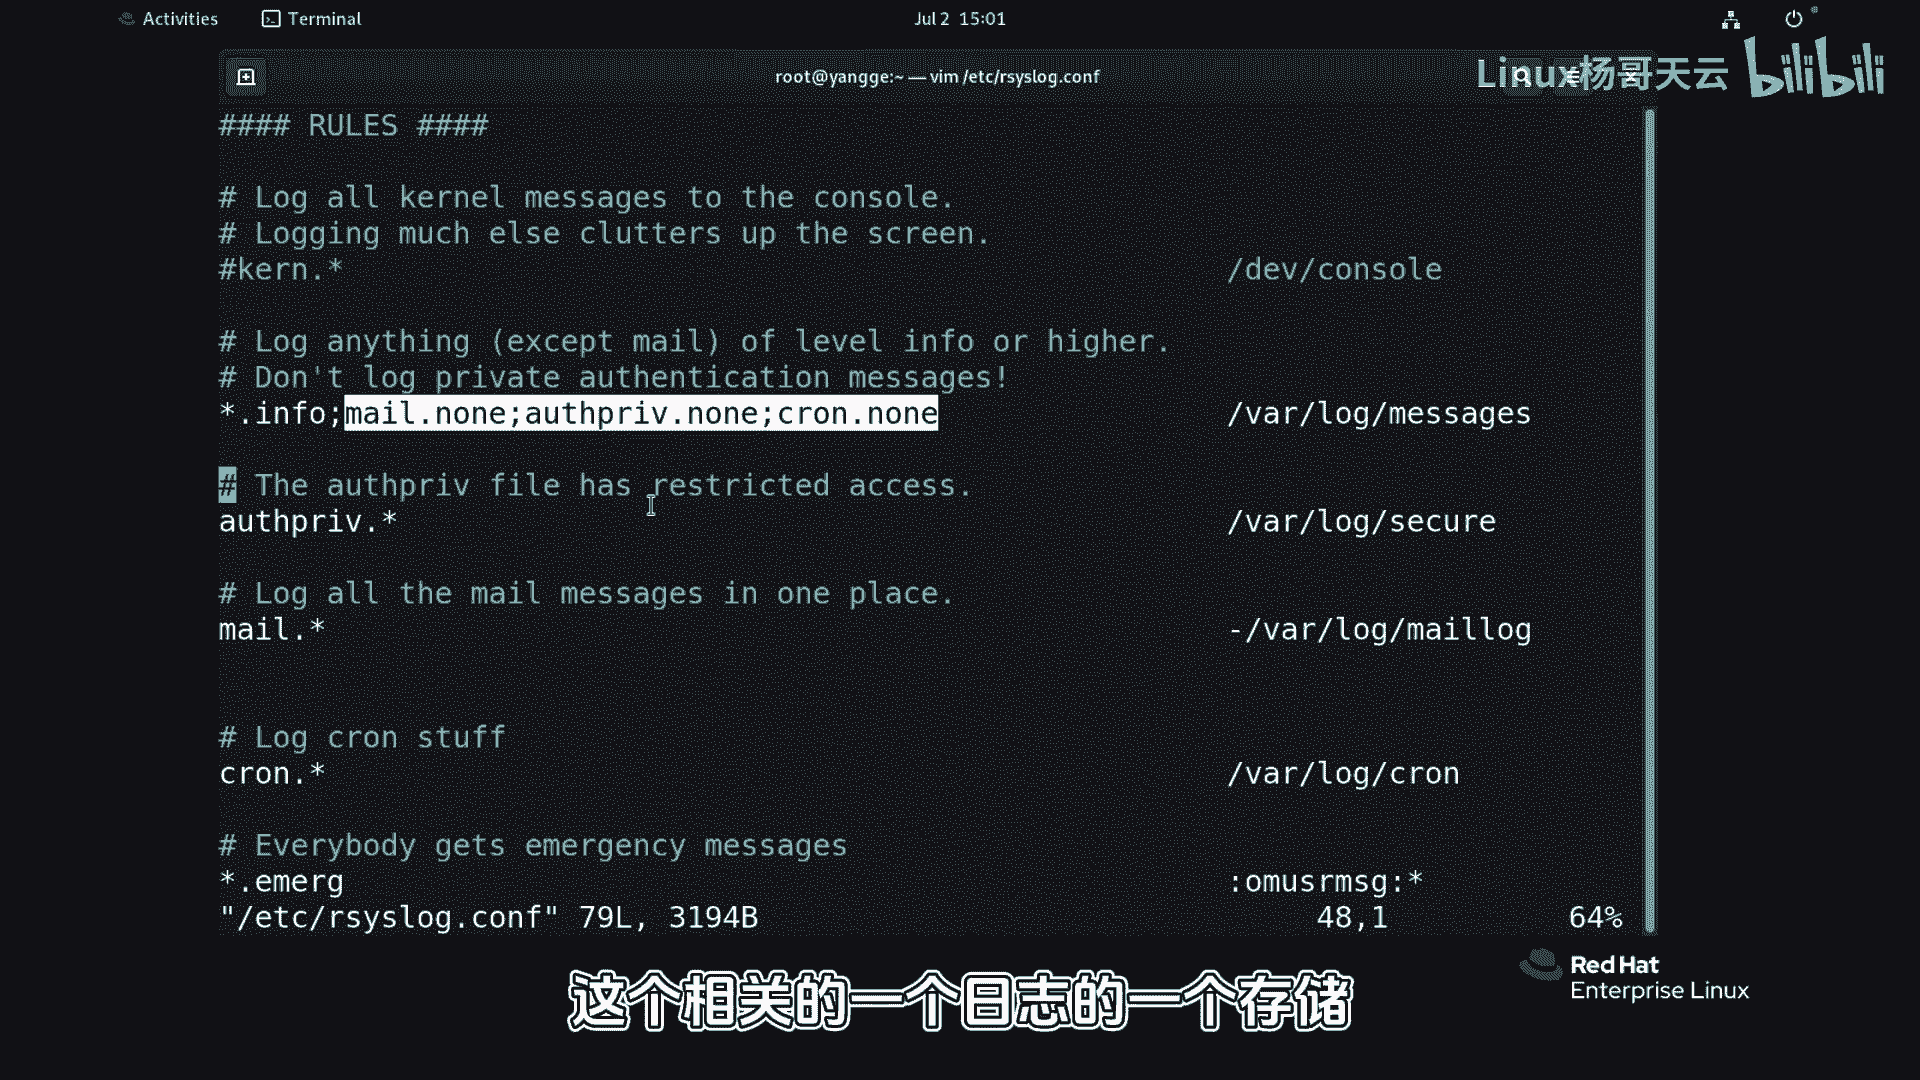 Activities Terminal Jul 2 15:01
root@yangge:~ — vim /etc/rsyslog.conf
Linux杨哥天云 bilibili
#### RULES ####
# Log all kernel messages to the console.
# Logging much else clutters up the screen.
#kern.* /dev/console
# Log anything (except mail) of level info or higher.
# Don't log private authentication messages!
*.info;mail.none;authpriv.none;cron.none /var/log/messages
# The authpriv file has restricted access.
authpriv.* /var/log/secure
# Log all the mail messages in one place.
mail.* -/var/log/maillog
# Log cron stuff
cron.* /var/log/cron
# Everybody gets emergency messages
*.emerg :omusrmsg:*
"/etc/rsyslog.conf" 79L, 3194B 48,1 64%
Red Hat
Enterprise Linux
这个相关的一个日志的一个存储